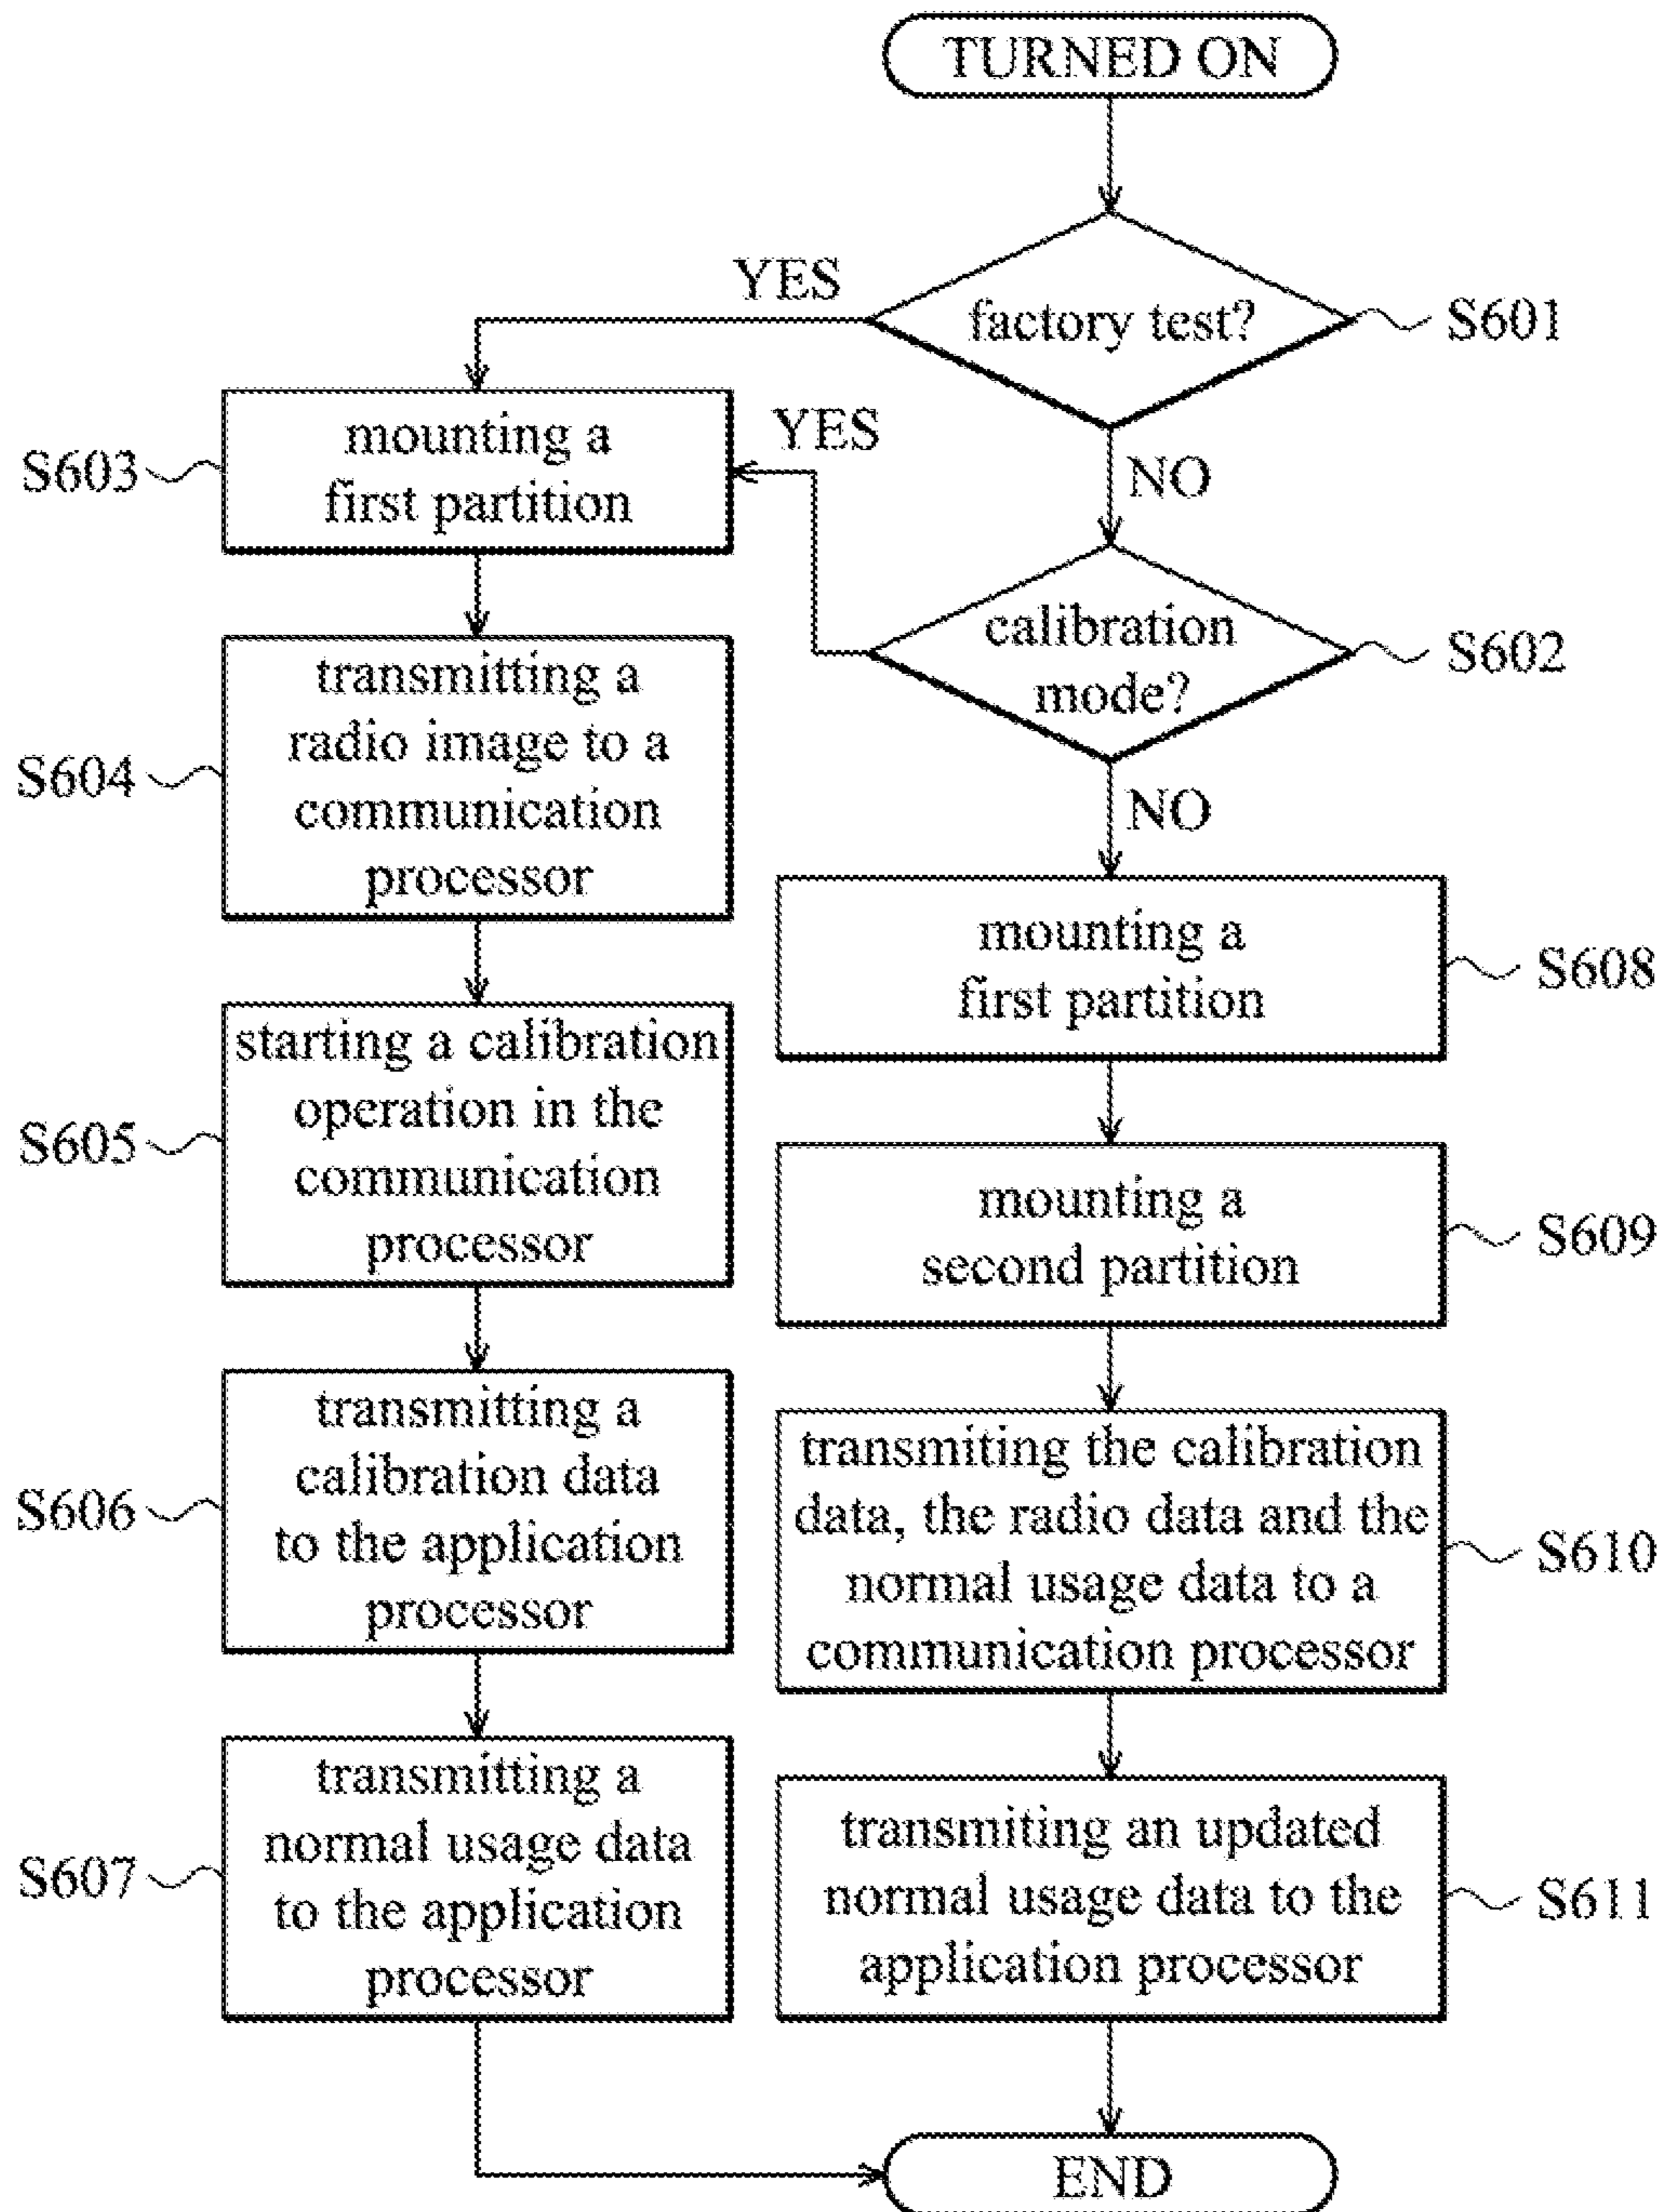 TURNED ON
YES
factory test?
S601
NO
YES
calibration
mode?
S602
NO
S603
mounting a
first partition
S604
transmitting a
radio image to a
communication
processor
S605
starting a calibration
operation in the
communication
processor
S606
transmitting a
calibration data
to the application
processor
S607
transmitting a
normal usage data
to the application
processor
mounting a
first partition
S608
mounting a
second partition
S609
transmiting the calibration
data, the radio data and the
normal usage data to a
communication processor
S610
transmiting an updated
normal usage data to the
application processor
S611
END